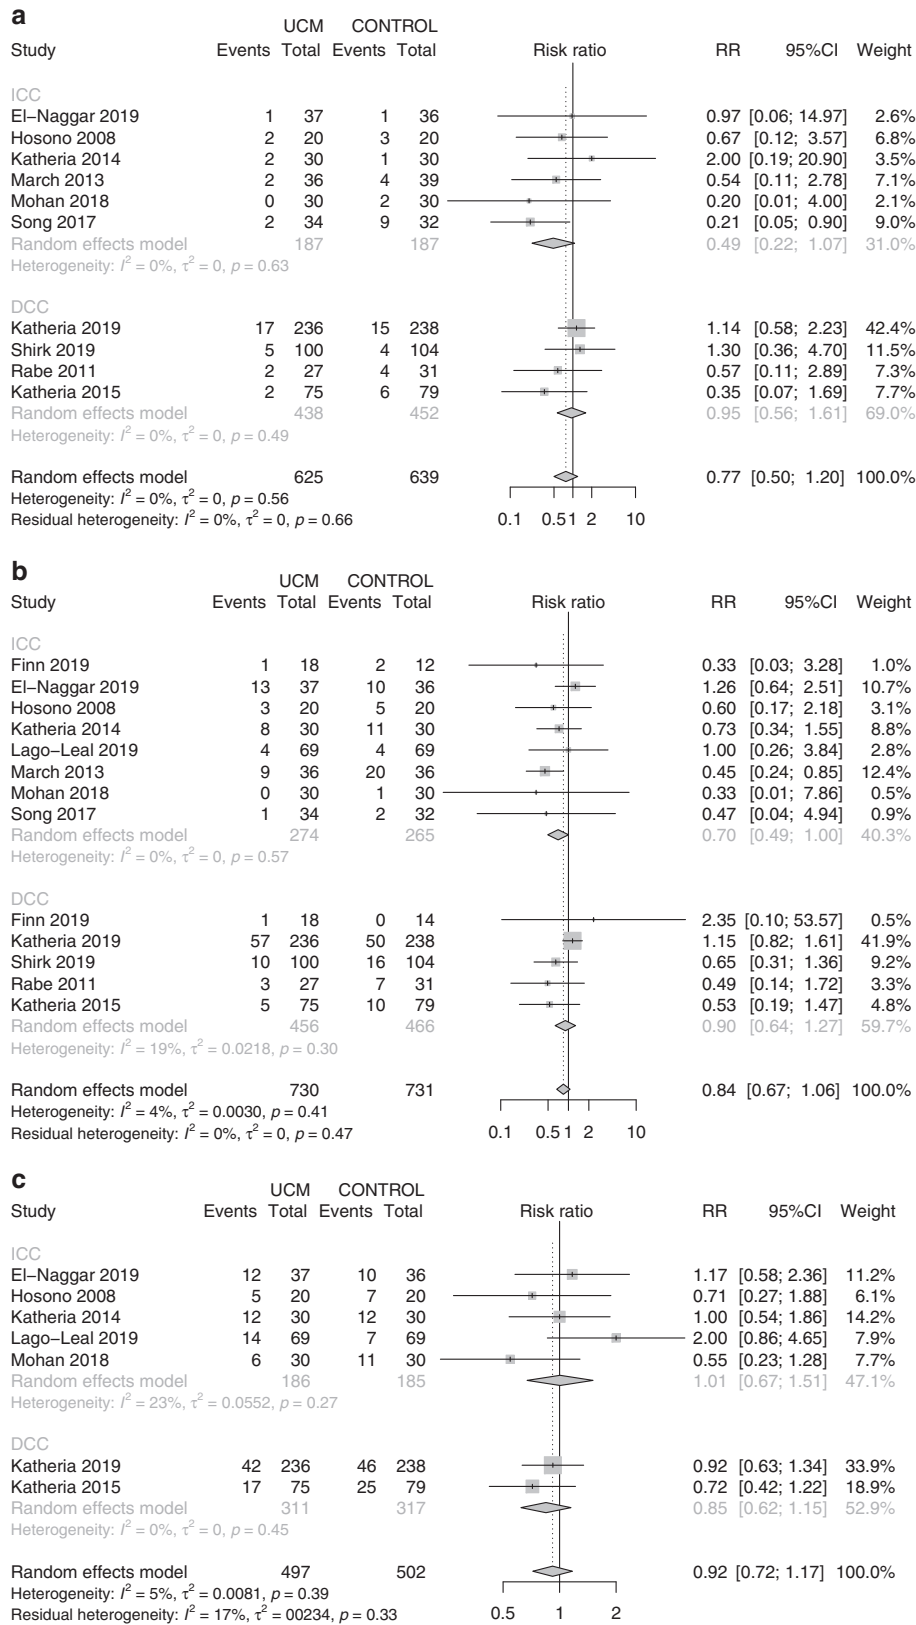 a
UCM CONTROL
Study Events Total Events Total Risk ratio RR 95%CI Weight
ICC
El−Naggar 2019 1 37 1 36 0.97 [0.06; 14.97] 2.6%
Hosono 2008 2 20 3 20 0.67 [0.12; 3.57] 6.8%
Katheria 2014 2 30 1 30 2.00 [0.19; 20.90] 3.5%
March 2013 2 36 4 39 0.54 [0.11; 2.78] 7.1%
Mohan 2018 0 30 2 30 0.20 [0.01; 4.00] 2.1%
Song 2017 2 34 9 32 0.21 [0.05; 0.90] 9.0%
Random effects model 187 187 0.49 [0.22; 1.07] 31.0%
Heterogeneity: I² = 0%, τ² = 0, p = 0.63
DCC
Katheria 2019 17 236 15 238 1.14 [0.58; 2.23] 42.4%
Shirk 2019 5 100 4 104 1.30 [0.36; 4.70] 11.5%
Rabe 2011 2 27 4 31 0.57 [0.11; 2.89] 7.3%
Katheria 2015 2 75 6 79 0.35 [0.07; 1.69] 7.7%
Random effects model 438 452 0.95 [0.56; 1.61] 69.0%
Heterogeneity: I² = 0%, τ² = 0, p = 0.49
Random effects model 625 639 0.77 [0.50; 1.20] 100.0%
Heterogeneity: I² = 0%, τ² = 0, p = 0.56
Residual heterogeneity: I² = 0%, τ² = 0, p = 0.66
0.1 0.5 1 2 10
b
UCM CONTROL
Study Events Total Events Total Risk ratio RR 95%CI Weight
ICC
Finn 2019 1 18 2 12 0.33 [0.03; 3.28] 1.0%
El−Naggar 2019 13 37 10 36 1.26 [0.64; 2.51] 10.7%
Hosono 2008 3 20 5 20 0.60 [0.17; 2.18] 3.1%
Katheria 2014 8 30 11 30 0.73 [0.34; 1.55] 8.8%
Lago−Leal 2019 4 69 4 69 1.00 [0.26; 3.84] 2.8%
March 2013 9 36 20 36 0.45 [0.24; 0.85] 12.4%
Mohan 2018 0 30 1 30 0.33 [0.01; 7.86] 0.5%
Song 2017 1 34 2 32 0.47 [0.04; 4.94] 0.9%
Random effects model 274 265 0.70 [0.49; 1.00] 40.3%
Heterogeneity: I² = 0%, τ² = 0, p = 0.57
DCC
Finn 2019 1 18 0 14 2.35 [0.10; 53.57] 0.5%
Katheria 2019 57 236 50 238 1.15 [0.82; 1.61] 41.9%
Shirk 2019 10 100 16 104 0.65 [0.31; 1.36] 9.2%
Rabe 2011 3 27 7 31 0.49 [0.14; 1.72] 3.3%
Katheria 2015 5 75 10 79 0.53 [0.19; 1.47] 4.8%
Random effects model 456 466 0.90 [0.64; 1.27] 59.7%
Heterogeneity: I² = 19%, τ² = 0.0218, p = 0.30
Random effects model 730 731 0.84 [0.67; 1.06] 100.0%
Heterogeneity: I² = 4%, τ² = 0.0030, p = 0.41
Residual heterogeneity: I² = 0%, τ² = 0, p = 0.47
0.1 0.5 1 2 10
c
UCM CONTROL
Study Events Total Events Total Risk ratio RR 95%CI Weight
ICC
El−Naggar 2019 12 37 10 36 1.17 [0.58; 2.36] 11.2%
Hosono 2008 5 20 7 20 0.71 [0.27; 1.88] 6.1%
Katheria 2014 12 30 12 30 1.00 [0.54; 1.86] 14.2%
Lago−Leal 2019 14 69 7 69 2.00 [0.86; 4.65] 7.9%
Mohan 2018 6 30 11 30 0.55 [0.23; 1.28] 7.7%
Random effects model 186 185 1.01 [0.67; 1.51] 47.1%
Heterogeneity: I² = 23%, τ² = 0.0552, p = 0.27
DCC
Katheria 2019 42 236 46 238 0.92 [0.63; 1.34] 33.9%
Katheria 2015 17 75 25 79 0.72 [0.42; 1.22] 18.9%
Random effects model 311 317 0.85 [0.62; 1.15] 52.9%
Heterogeneity: I² = 0%, τ² = 0, p = 0.45
Random effects model 497 502 0.92 [0.72; 1.17] 100.0%
Heterogeneity: I² = 5%, τ² = 0.0081, p = 0.39
Residual heterogeneity: I² = 17%, τ² = 00234, p = 0.33
0.5 1 2